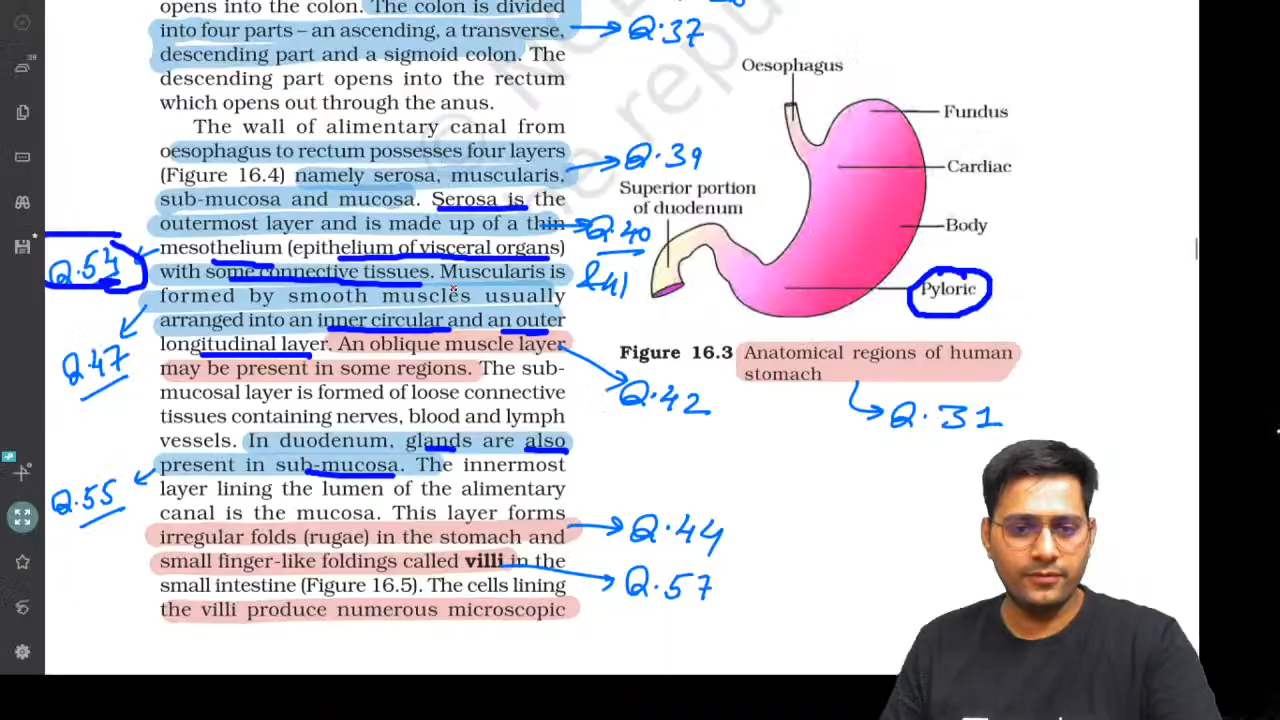 opens into the colon. The colon is divided
into four parts – an ascending, a transverse,
descending part and a sigmoid colon. The
descending part opens into the rectum
which opens out through the anus.
The wall of alimentary canal from
oesophagus to rectum possesses four layers
(Figure 16.4) namely serosa, muscularis,
sub-mucosa and mucosa. Serosa is the
outermost layer and is made up of a thin
mesothelium (epithelium of visceral organs)
with some connective tissues. Muscularis is
formed by smooth muscles usually
arranged into an inner circular and an outer
longitudinal layer. An oblique muscle layer
may be present in some regions. The sub-
mucosal layer is formed of loose connective
tissues containing nerves, blood and lymph
vessels. In duodenum, glands are also
present in sub-mucosa. The innermost
layer lining the lumen of the alimentary
canal is the mucosa. This layer forms
irregular folds (rugae) in the stomach and
small finger-like foldings called villi in the
small intestine (Figure 16.5). The cells lining
the villi produce numerous microscopic
Q.54
Q.47
Q.55
Q.37
Q.39
Q.40
&41
Q.42
Q.44
Q.57
Oesophagus
Fundus
Cardiac
Superior portion
of duodenum
Body
Pyloric
Figure 16.3 Anatomical regions of human
stomach
Q.31